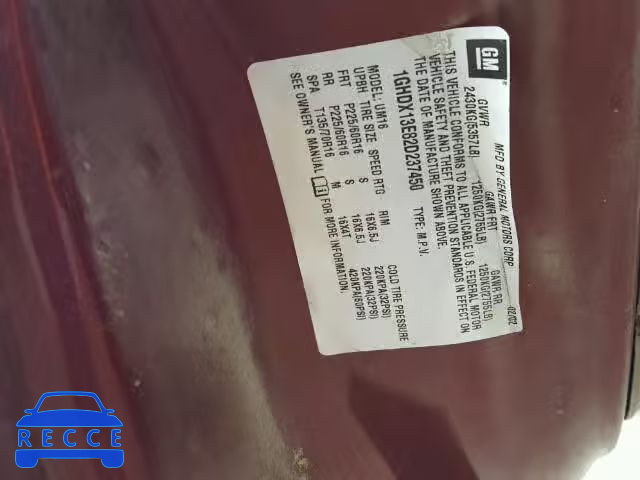 GM
MFD BY GENERAL MOTORS CORP
02/02
GVWR GAWR FRT GAWR RR
2430KG(5357LB) 1250KG(2755LB) 1250KG(2755LB)
THIS VEHICLE CONFORMS TO ALL APPLICABLE U.S. FEDERAL MOTOR
VEHICLE SAFETY AND THEFT PREVENTION STANDARDS IN EFFECT ON
THE DATE OF MANUFACTURE SHOWN ABOVE.
1GHDX13E82D237450 TYPE: M.P.V.
MODEL: UM16
UPBH TIRE SIZE SPEED RTG RIM COLD TIRE PRESSURE
FRT P225/60R16 S 16X6.5J 220KPA(32PSI)
RR P225/60R16 S 16X6.5J 220KPA(32PSI)
SPA T135/70R16 M 16X4T 420KPA(60PSI)
SEE OWNER'S MANUAL FOR MORE INFORMATION.
RECCE